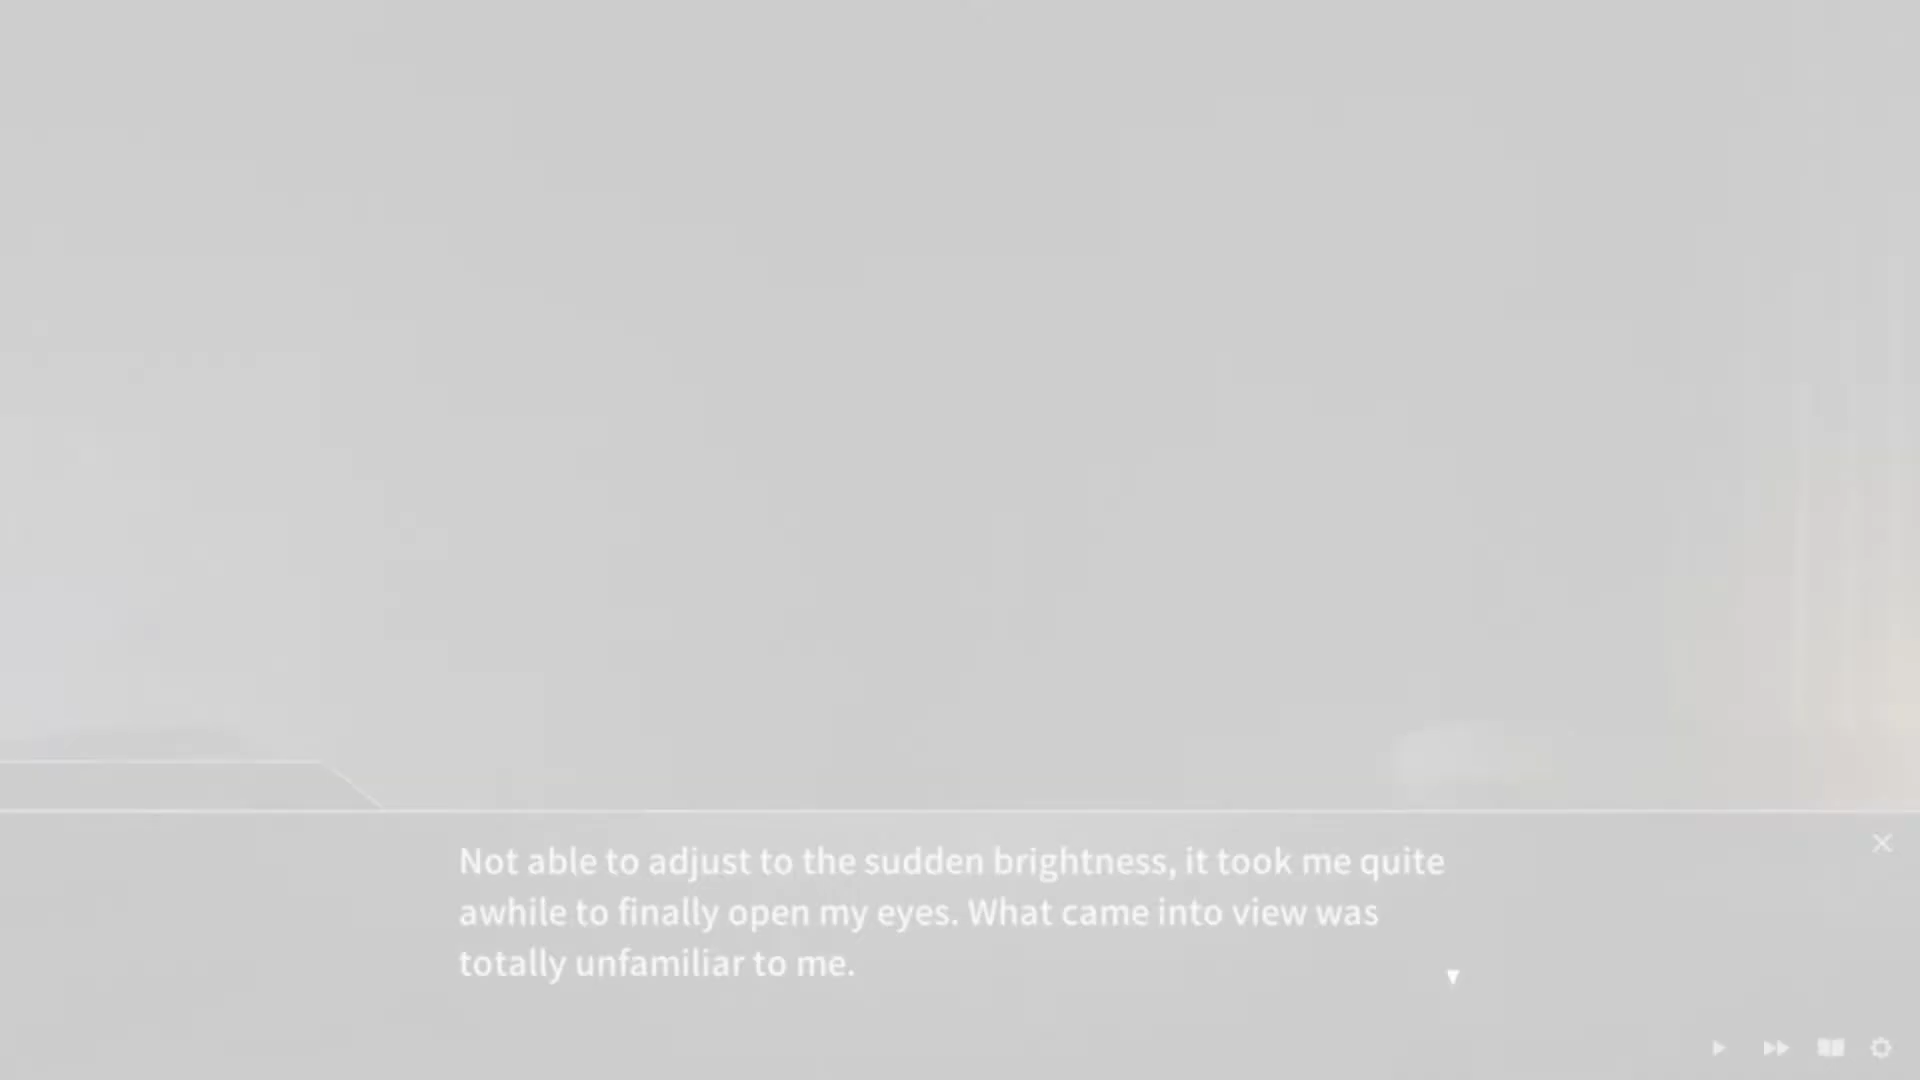 Not able to adjust to the sudden brightness, it took me quite
awhile to finally open my eyes. What came into view was
totally unfamiliar to me.